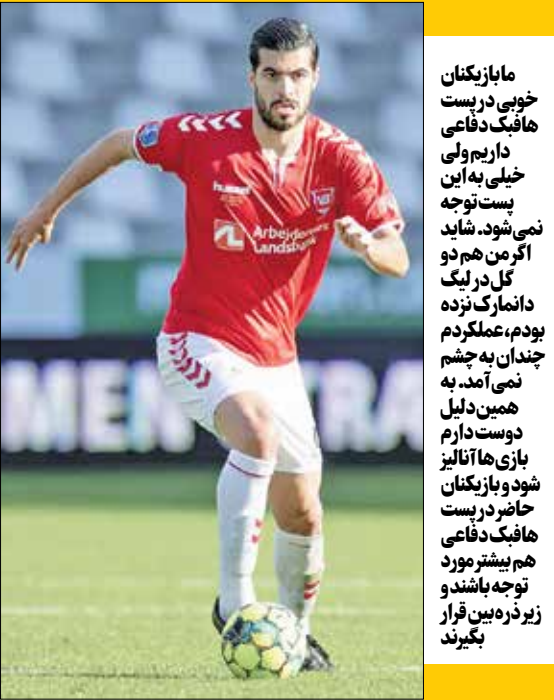 ما بازیکنان
خوبی در پست
هافبک دفاعی
داریم ولی
خیلی به این
پست توجه
نمی‌شود. شاید
اگر من هم دو
گل در لیگ
دانمارک نزده
بودم، عملکردم
چندان به چشم
نمی‌آمد. به
همین دلیل
دوست دارم
بازی‌ها آنالیز
شود و بازیکنان
حاضر در پست
هافبک دفاعی
هم بیشتر مورد
توجه باشند و
زیر ذره‌بین قرار
بگیرند
hummel
Arbejdernes
Landsbank
MEN
TRA